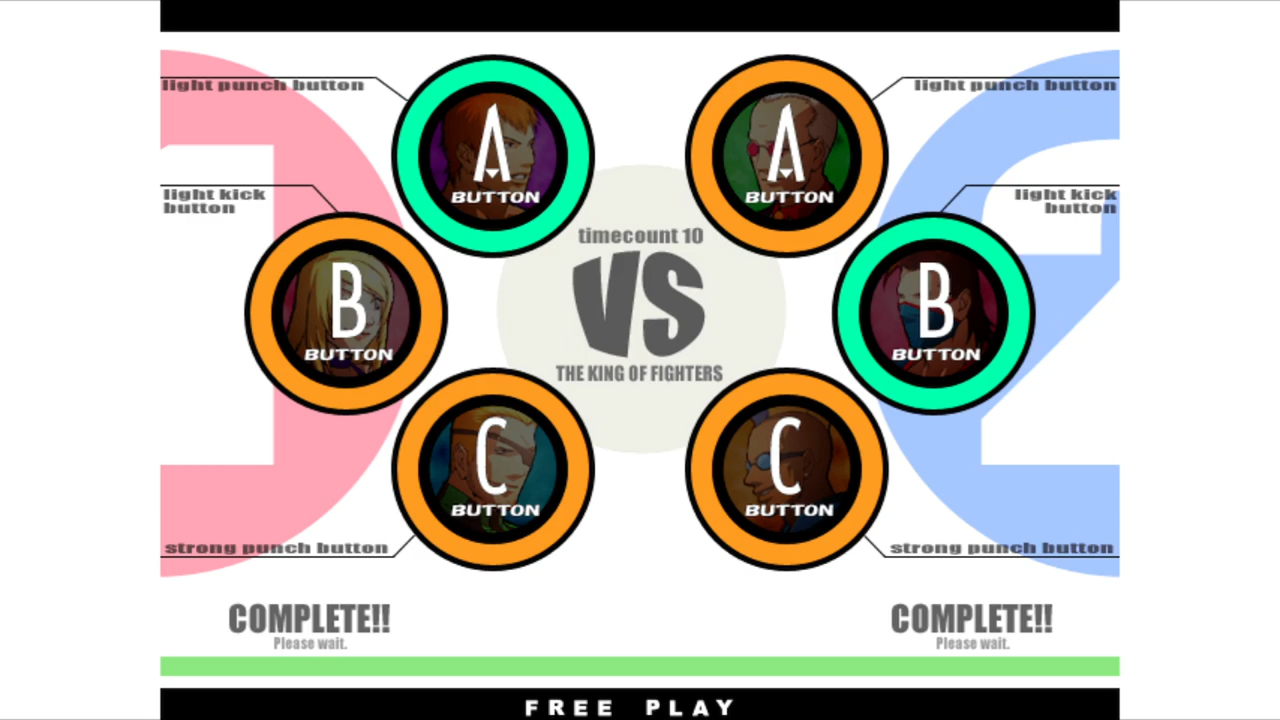 light punch button
light punch button
A
BUTTON
A
BUTTON
light kick
button
light kick
button
timecount 10
VS
THE KING OF FIGHTERS
B
BUTTON
B
BUTTON
C
BUTTON
C
BUTTON
strong punch button
strong punch button
COMPLETE!!
Please wait.
COMPLETE!!
Please wait.
FREE PLAY
1
2